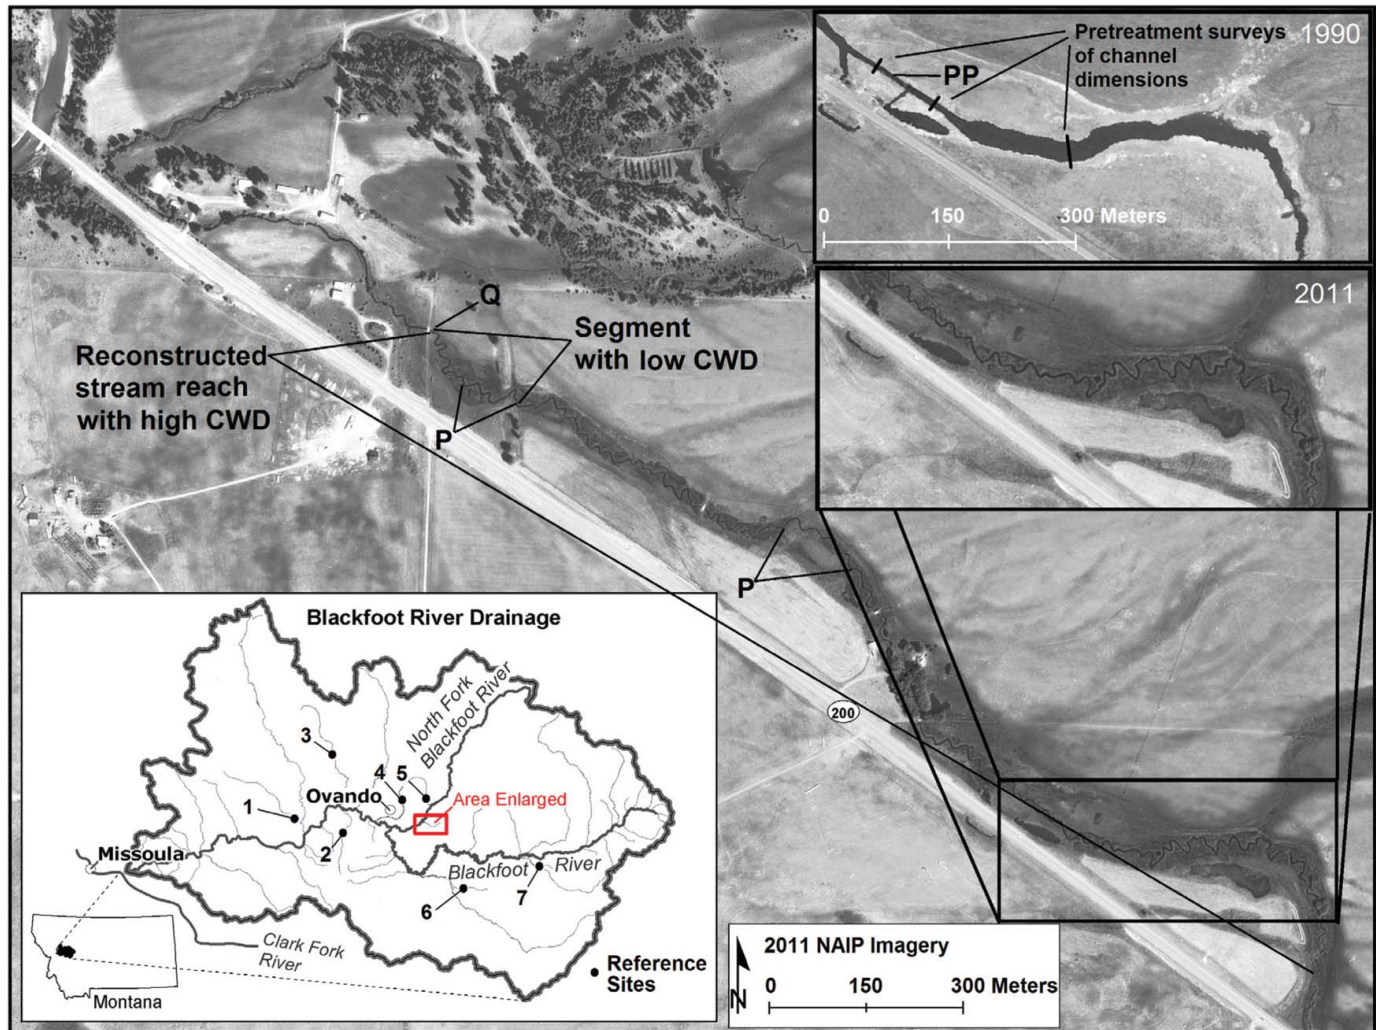 Pretreatment surveys
of channel
dimensions
1990
PP
0 150 300 Meters
2011
Q
Segment
with low CWD
Reconstructed
stream reach
with high CWD
P
P
200
Blackfoot River Drainage
North Fork
Blackfoot River
3
4 5
Ovando
Area Enlarged
1
2
Missoula
Blackfoot River
6
7
Clark Fork
River
Reference
Sites
Montana
2011 NAIP Imagery
N
0 150 300 Meters